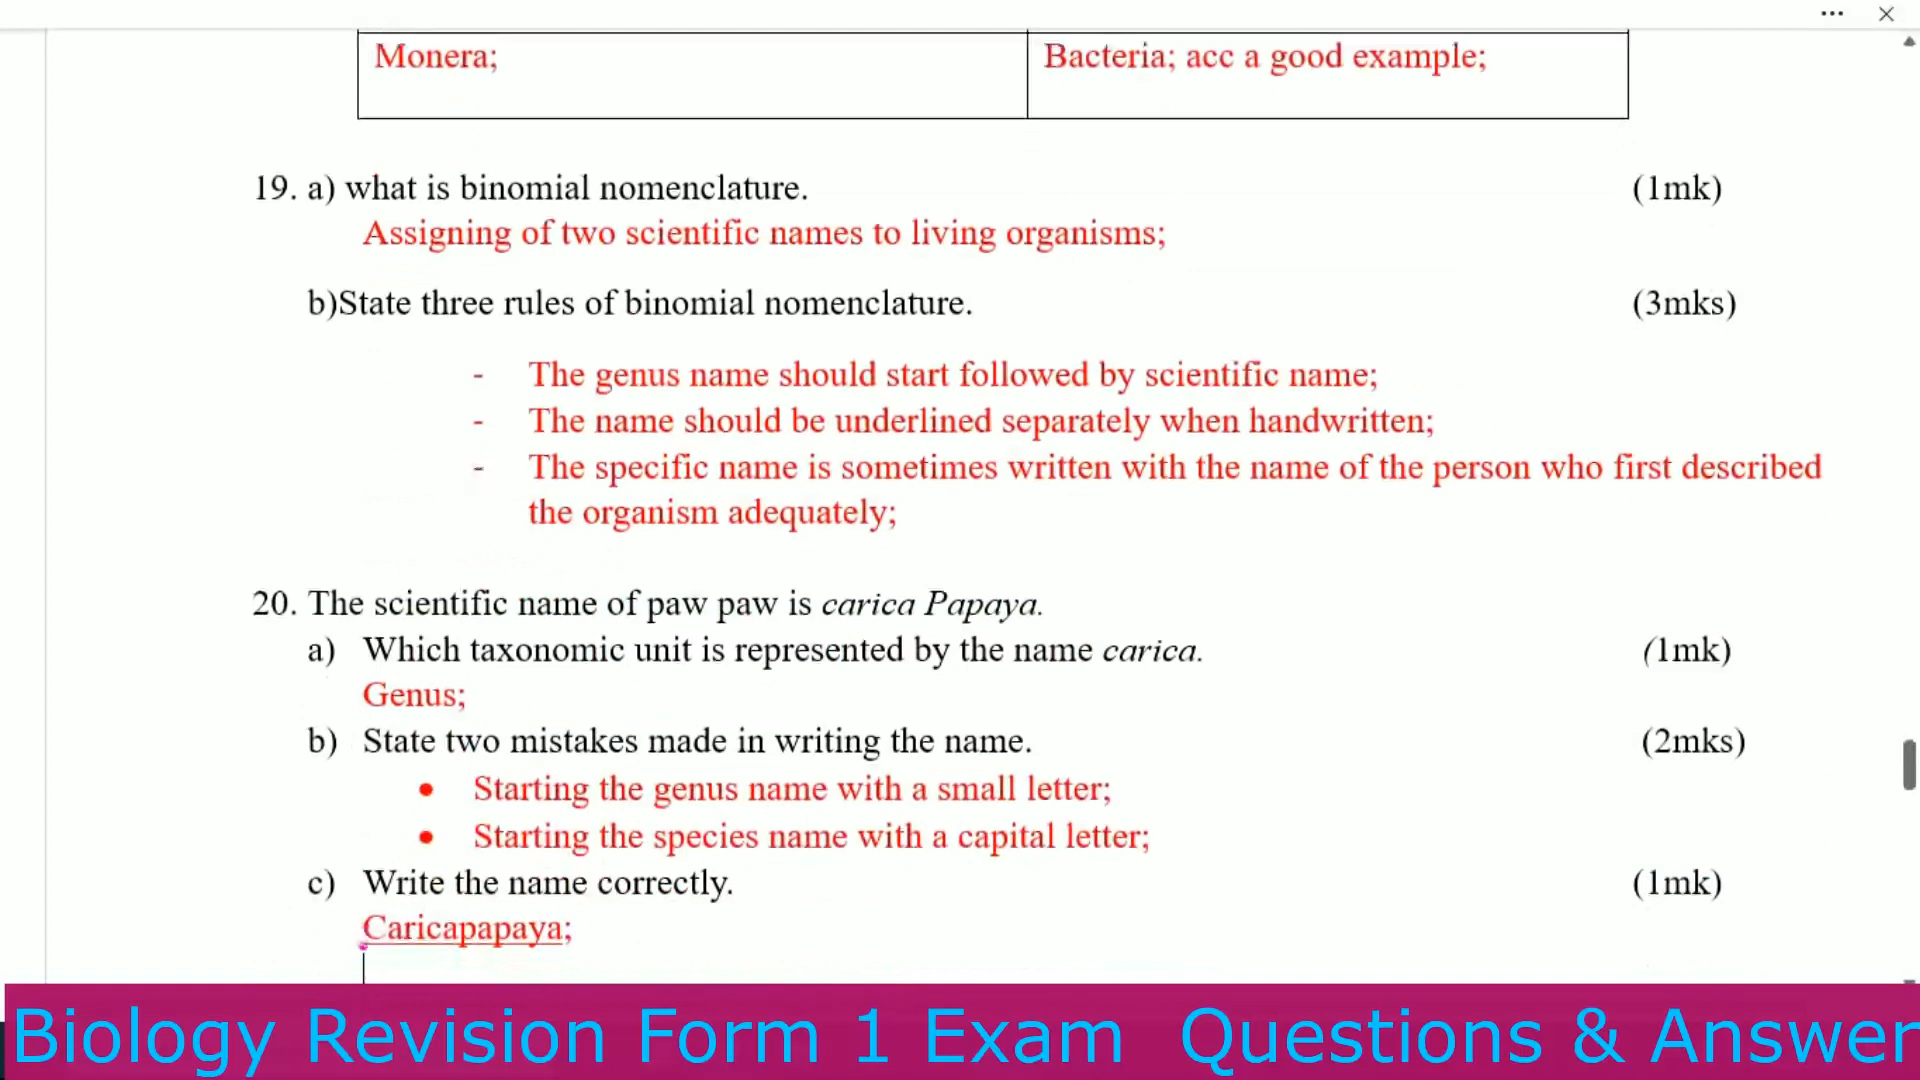 Monera;
Bacteria; acc a good example;
19. a) what is binomial nomenclature. (1mk)
Assigning of two scientific names to living organisms;
b)State three rules of binomial nomenclature. (3mks)
- The genus name should start followed by scientific name;
- The name should be underlined separately when handwritten;
- The specific name is sometimes written with the name of the person who first described
the organism adequately;
20. The scientific name of paw paw is carica Papaya.
a) Which taxonomic unit is represented by the name carica. (1mk)
Genus;
b) State two mistakes made in writing the name. (2mks)
• Starting the genus name with a small letter;
• Starting the species name with a capital letter;
c) Write the name correctly. (1mk)
Caricapapaya;
Biology Revision Form 1 Exam Questions & Answer